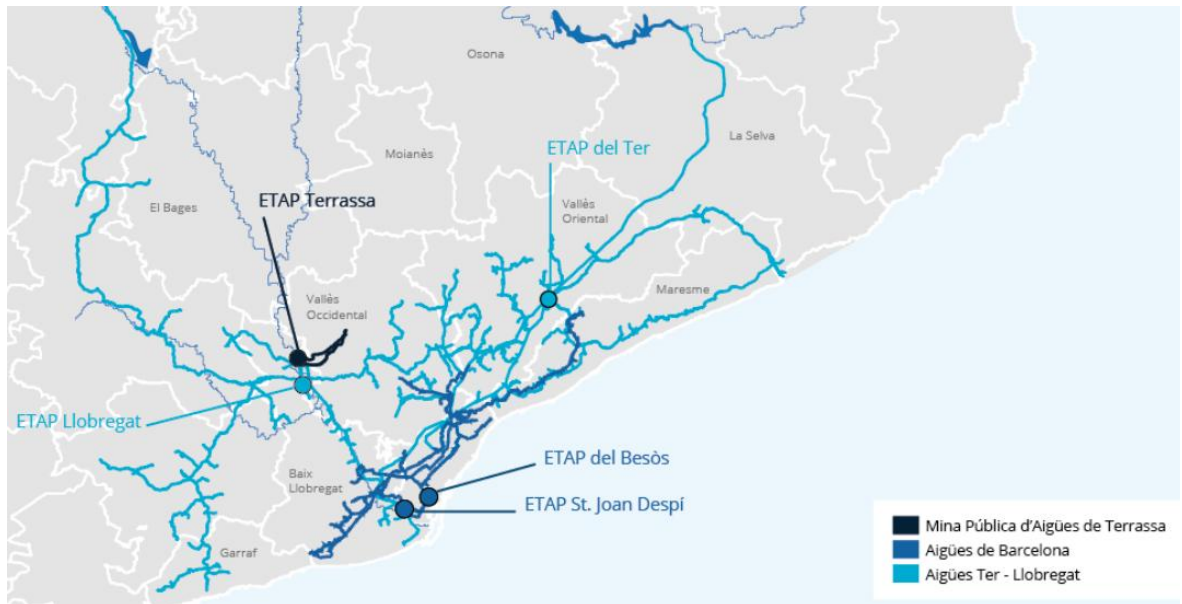 Osona
La Selva
ETAP del Ter
Moianès
ETAP Terrassa
El Bages
Vallès
Oriental
Maresme
Vallès
Occidental
ETAP Llobregat
ETAP del Besòs
Baix
Llobregat
ETAP St. Joan Despí
Garraf
Mina Pública d'Aigües de Terrassa
Aigües de Barcelona
Aigües Ter - Llobregat